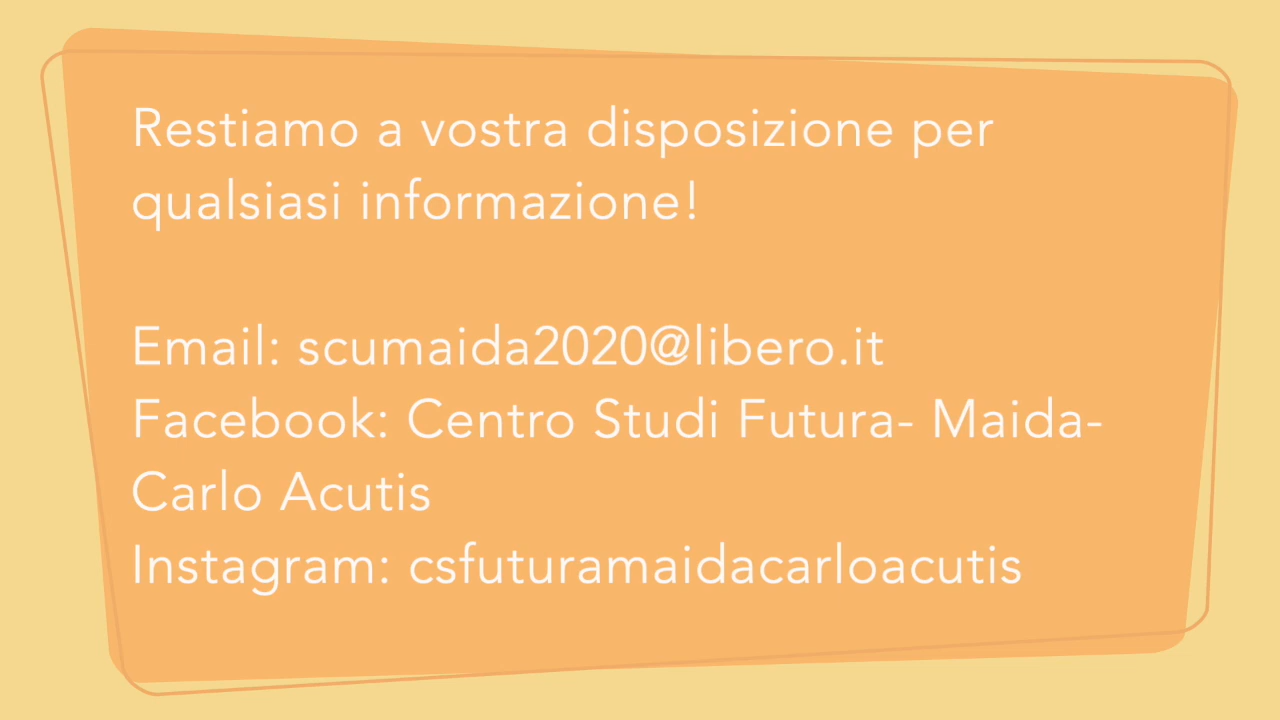 Restiamo a vostra disposizione per
qualsiasi informazione!
Email: scumaida2020@libero.it
Facebook: Centro Studi Futura- Maida-
Carlo Acutis
Instagram: csfuturamaidacarloacutis